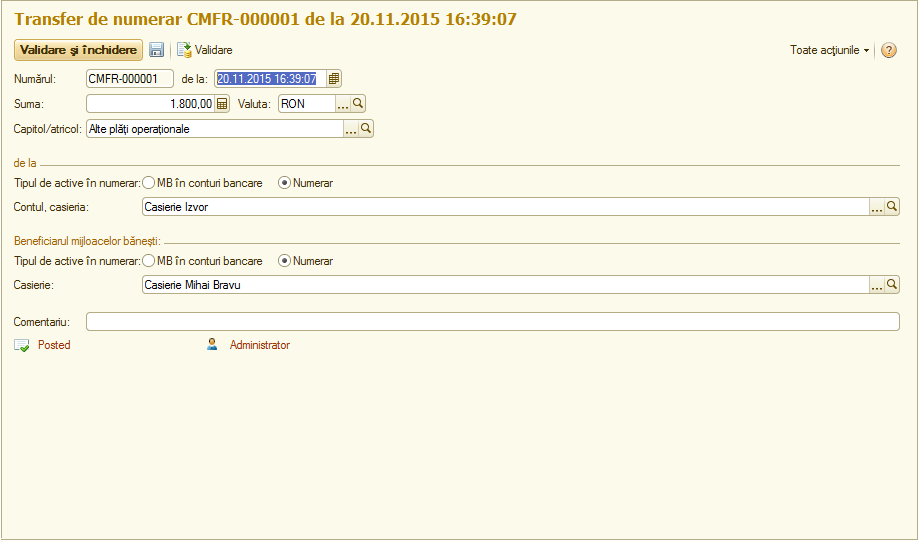 Transfer de numerar CMFR-000001 de la 20.11.2015 16:39:07
Validare și închidere Validare Toate acțiunile ?
Numărul: CMFR-000001 de la: 20.11.2015 16:39:07
Suma: 1.800,00 Valuta: RON ...
Capitol/atricol: Alte plăți operaționale ...
de la
Tipul de active în numerar: MB în conturi bancare Numerar
Contul, casieria: Casierie Izvor ...
Beneficiarul mijloacelor bănești:
Tipul de active în numerar: MB în conturi bancare Numerar
Casierie: Casierie Mihai Bravu ...
Comentariu:
Posted Administrator